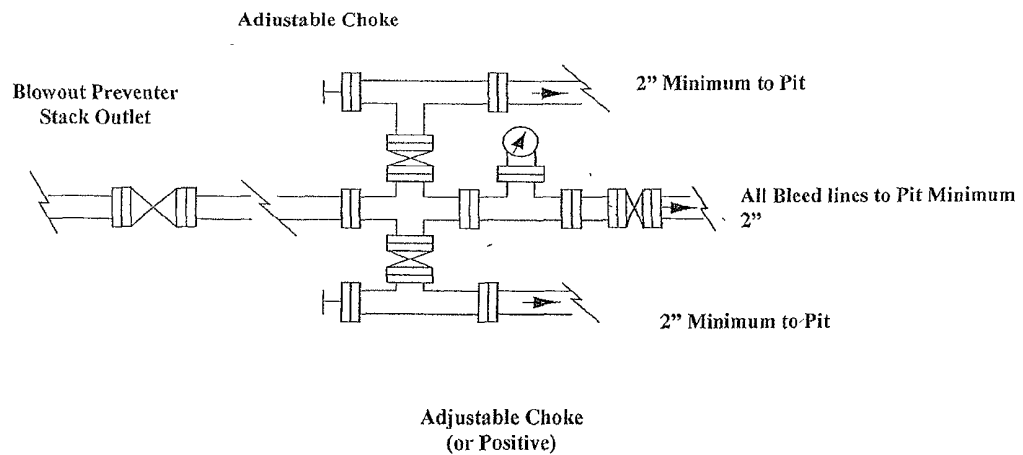 Adjustable Choke
Blowout Preventer
Stack Outlet
2” Minimum to Pit
All Bleed lines to Pit Minimum
2”
2” Minimum to Pit
Adjustable Choke
(or Positive)